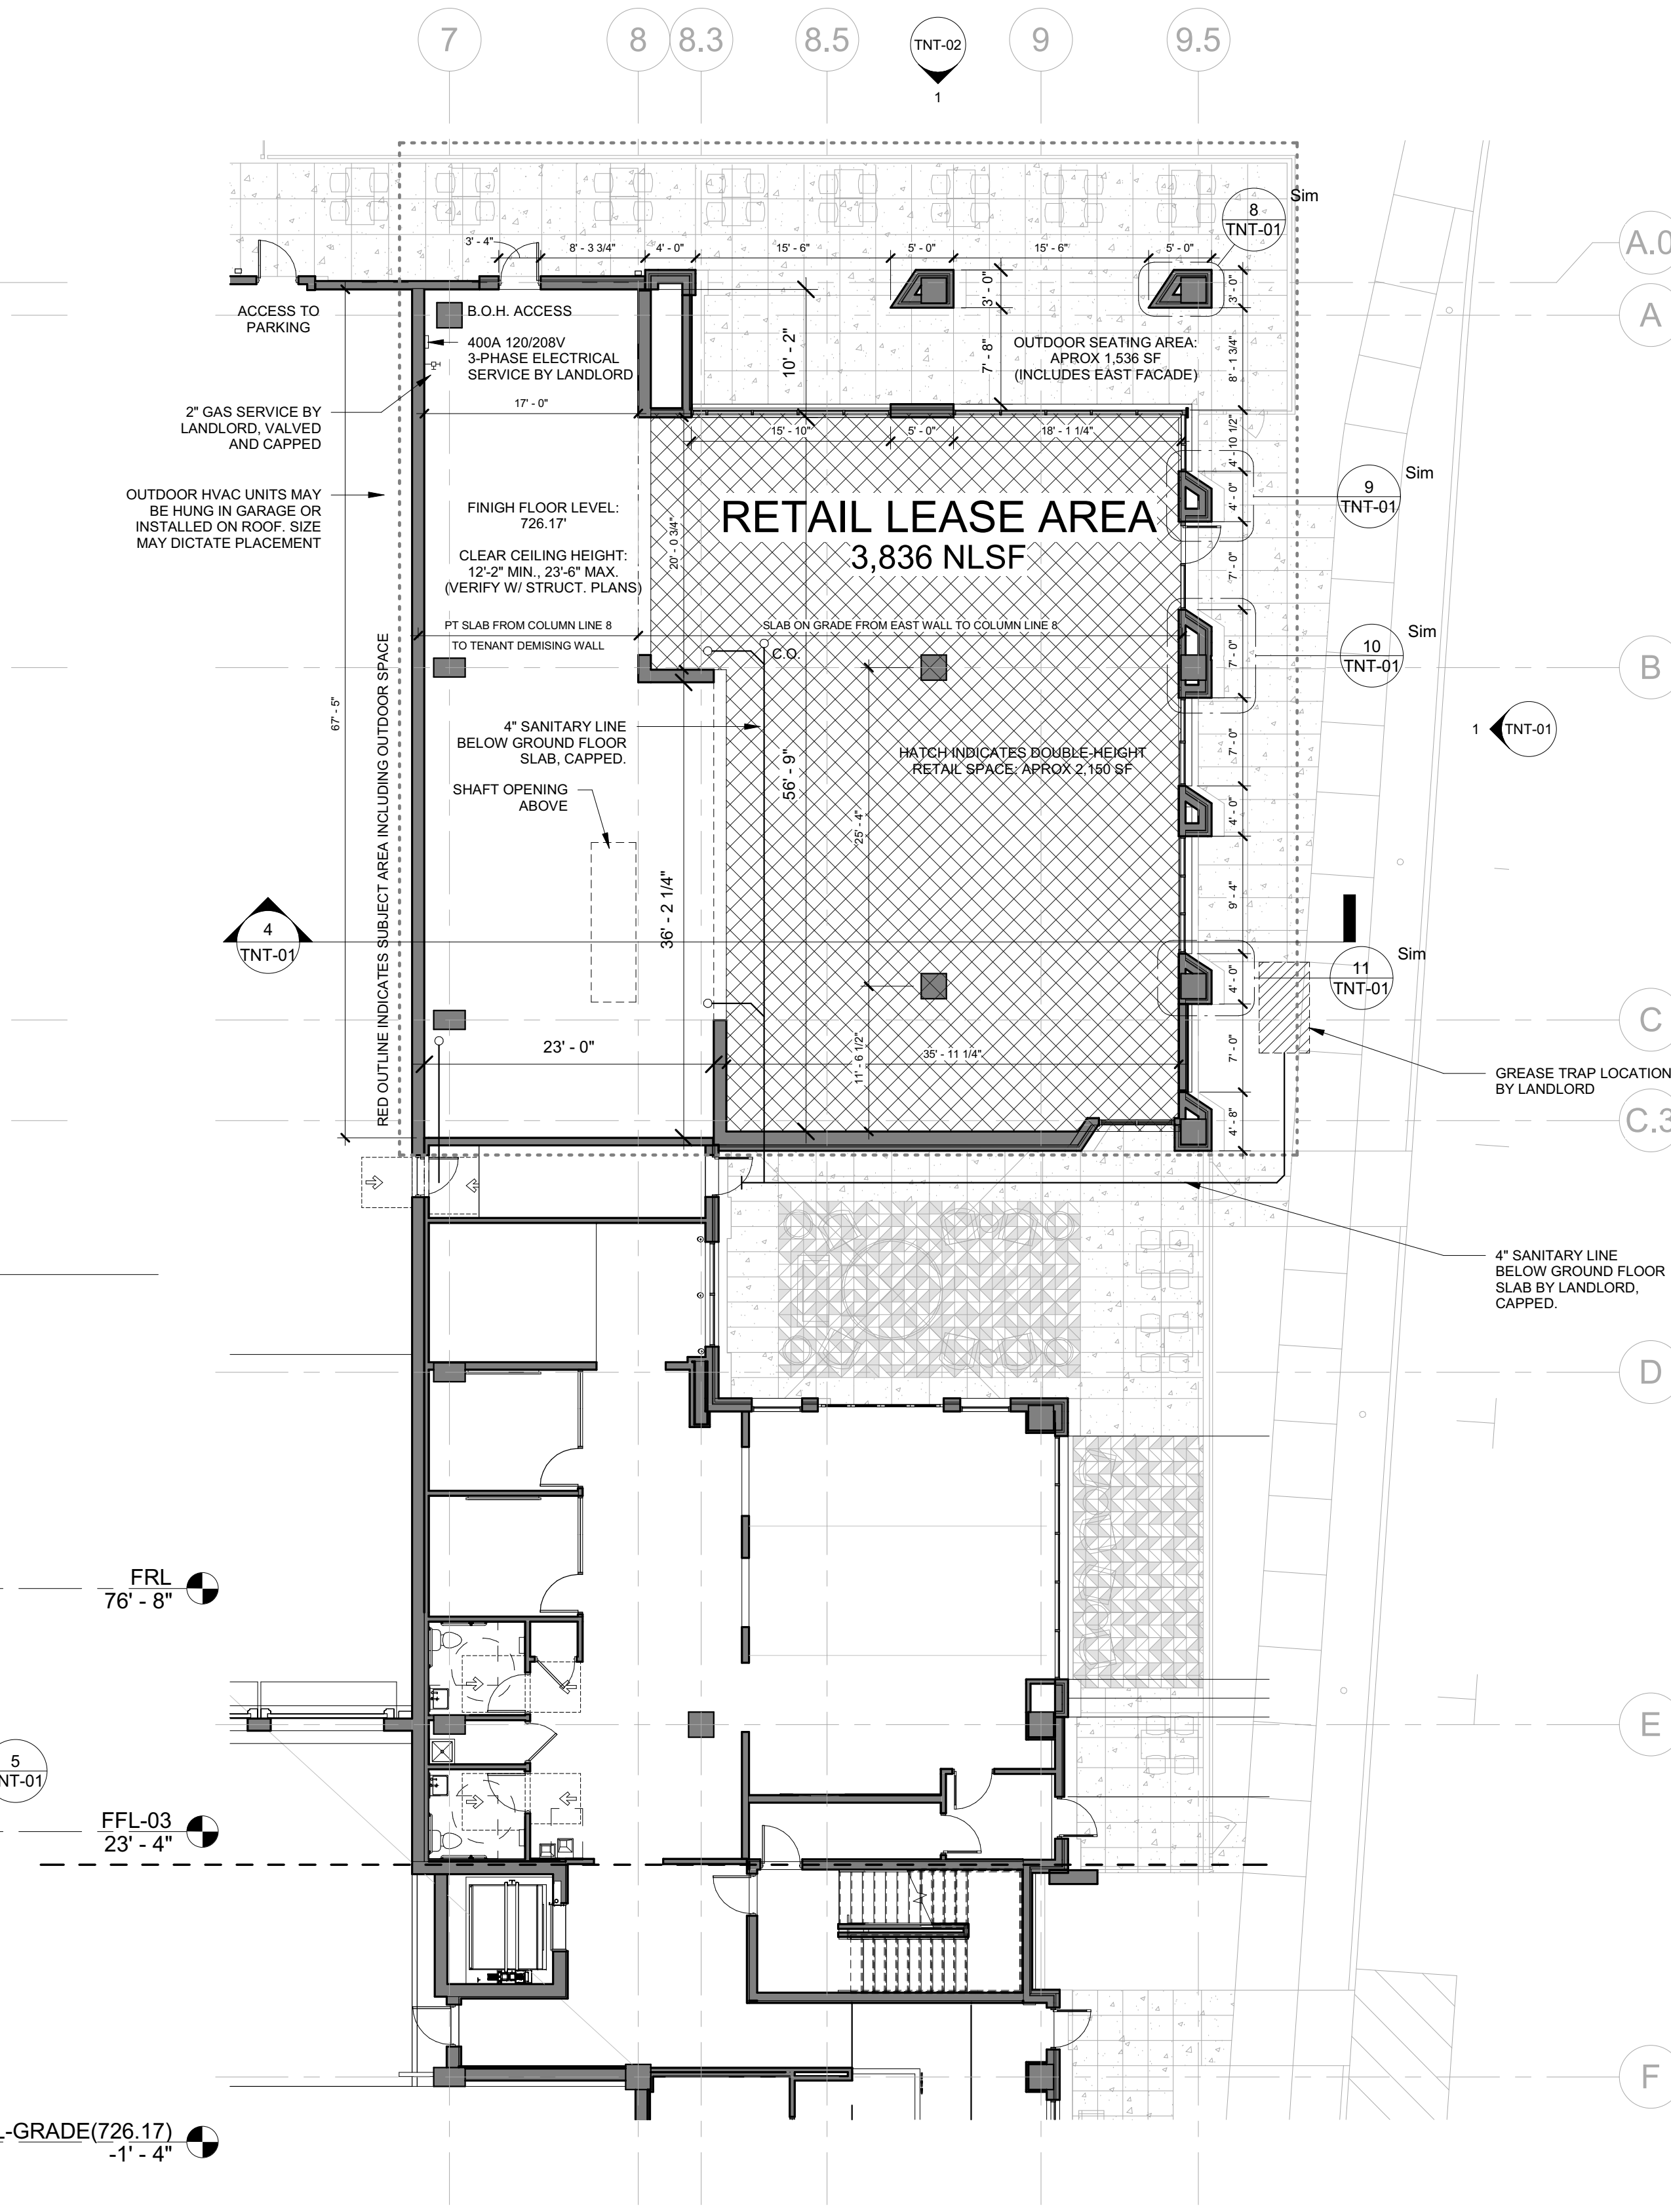 7
8
8.3
8.5
TNT-02
1
9
9.5
8
TNT-01
Sim
A.0
A
3' - 4"
8' - 3 3/4"
4' - 0"
15' - 6"
5' - 0"
15' - 6"
5' - 0"
3' - 0"
3' - 0"
ACCESS TO
PARKING
B.O.H. ACCESS
400A 120/208V
3-PHASE ELECTRICAL
SERVICE BY LANDLORD
10' - 2"
7' - 8"
OUTDOOR SEATING AREA:
APROX 1,536 SF
(INCLUDES EAST FACADE)
8' - 1 3/4"
2" GAS SERVICE BY
LANDLORD, VALVED
AND CAPPED
17' - 0"
15' - 10"
5' - 0"
18' - 1 1/4"
4' - 10 1/2"
OUTDOOR HVAC UNITS MAY
BE HUNG IN GARAGE OR
INSTALLED ON ROOF. SIZE
MAY DICTATE PLACEMENT
FINIGH FLOOR LEVEL:
726.17'
CLEAR CEILING HEIGHT:
12'-2" MIN., 23'-6" MAX.
(VERIFY W/ STRUCT. PLANS)
20' - 0 3/4"
RETAIL LEASE AREA
3,836 NLSF
4' - 0"
9
TNT-01
Sim
7' - 0"
PT SLAB FROM COLUMN LINE 8
TO TENANT DEMISING WALL
SLAB ON GRADE FROM EAST WALL TO COLUMN LINE 8
C.O.
7' - 0"
10
TNT-01
Sim
B
67' - 5"
RED OUTLINE INDICATES SUBJECT AREA INCLUDING OUTDOOR SPACE
4" SANITARY LINE
BELOW GROUND FLOOR
SLAB, CAPPED.
SHAFT OPENING
ABOVE
56' - 9"
25' - 4"
HATCH INDICATES DOUBLE-HEIGHT
RETAIL SPACE: APROX 2,150 SF
7' - 0"
1
TNT-01
4' - 0"
36' - 2 1/4"
9' - 4"
4
TNT-01
4' - 0"
11
TNT-01
Sim
C
23' - 0"
11' - 6 1/2"
35' - 11 1/4"
7' - 0"
GREASE TRAP LOCATION
BY LANDLORD
4' - 8"
C.3
4" SANITARY LINE
BELOW GROUND FLOOR
SLAB BY LANDLORD,
CAPPED.
D
FRL
76' - 8"
E
5
NT-01
FFL-03
23' - 4"
F
L-GRADE(726.17)
-1' - 4"